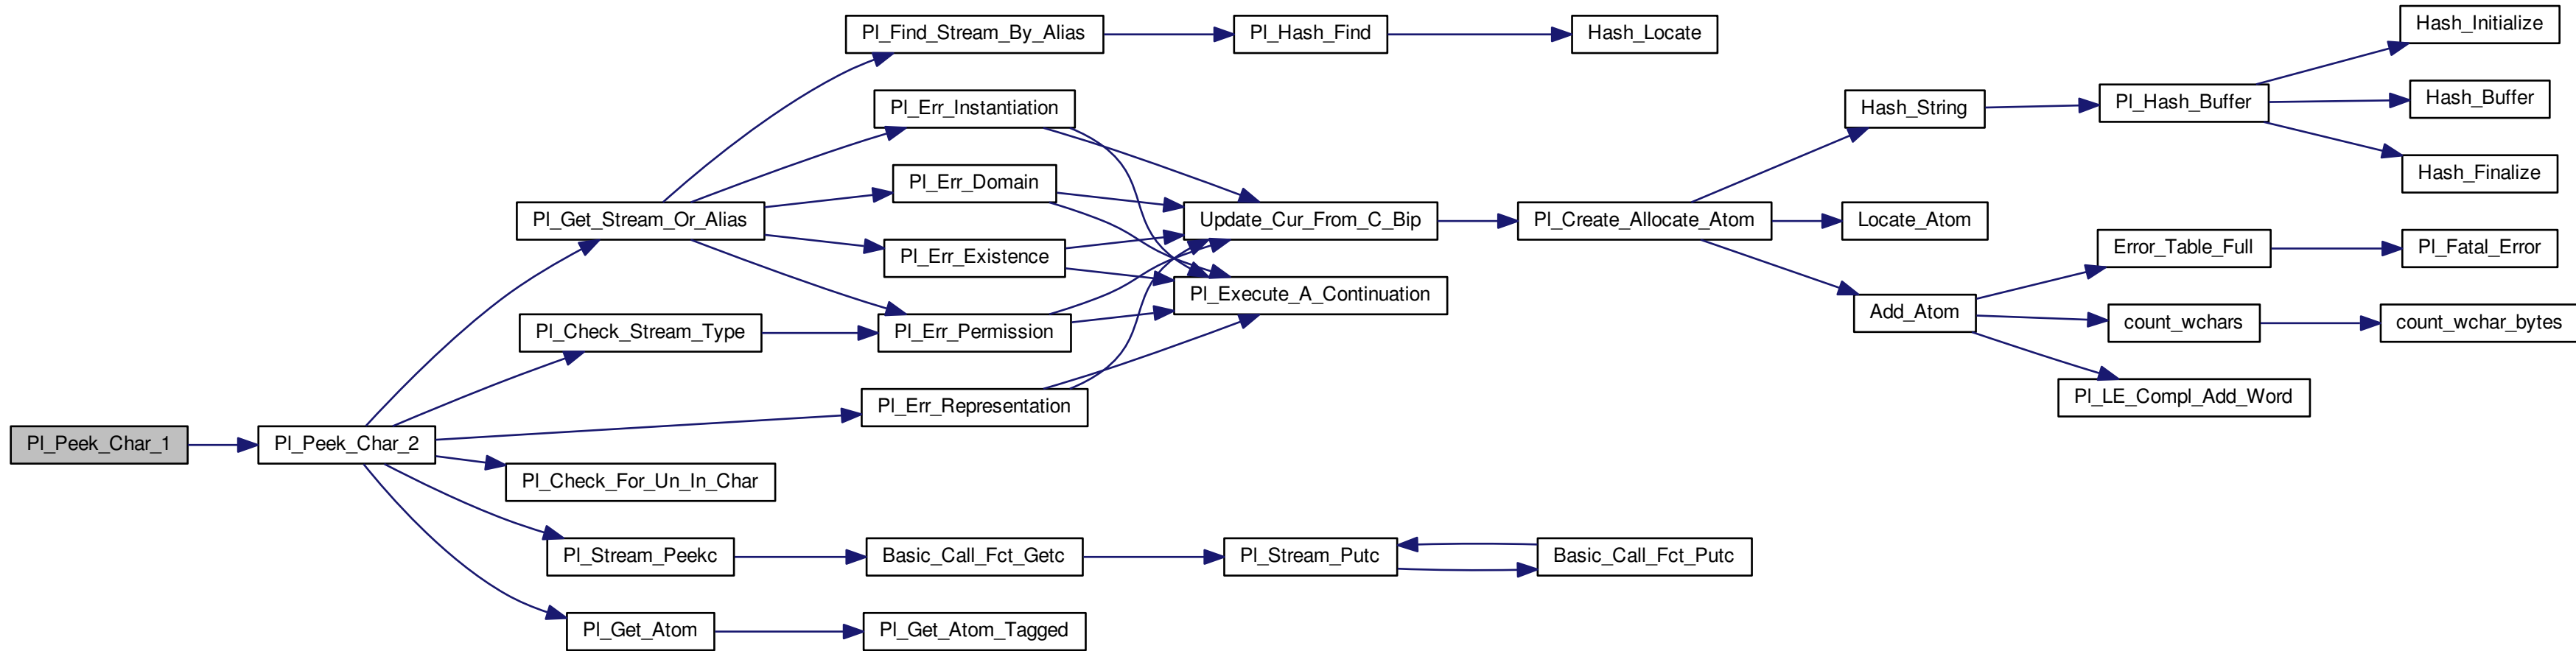 Pl_Peek_Char_1
Pl_Peek_Char_2
Pl_Get_Stream_Or_Alias
Pl_Check_Stream_Type
Pl_Check_For_Un_In_Char
Pl_Stream_Peekc
Pl_Get_Atom
Pl_Find_Stream_By_Alias
Pl_Err_Instantiation
Pl_Err_Domain
Pl_Err_Existence
Pl_Err_Permission
Pl_Err_Representation
Basic_Call_Fct_Getc
Pl_Get_Atom_Tagged
Pl_Hash_Find
Update_Cur_From_C_Bip
Pl_Execute_A_Continuation
Pl_Stream_Putc
Hash_Locate
Pl_Create_Allocate_Atom
Basic_Call_Fct_Putc
Hash_String
Locate_Atom
Add_Atom
Pl_Hash_Buffer
Error_Table_Full
count_wchars
Pl_LE_Compl_Add_Word
Hash_Initialize
Hash_Buffer
Hash_Finalize
Pl_Fatal_Error
count_wchar_bytes